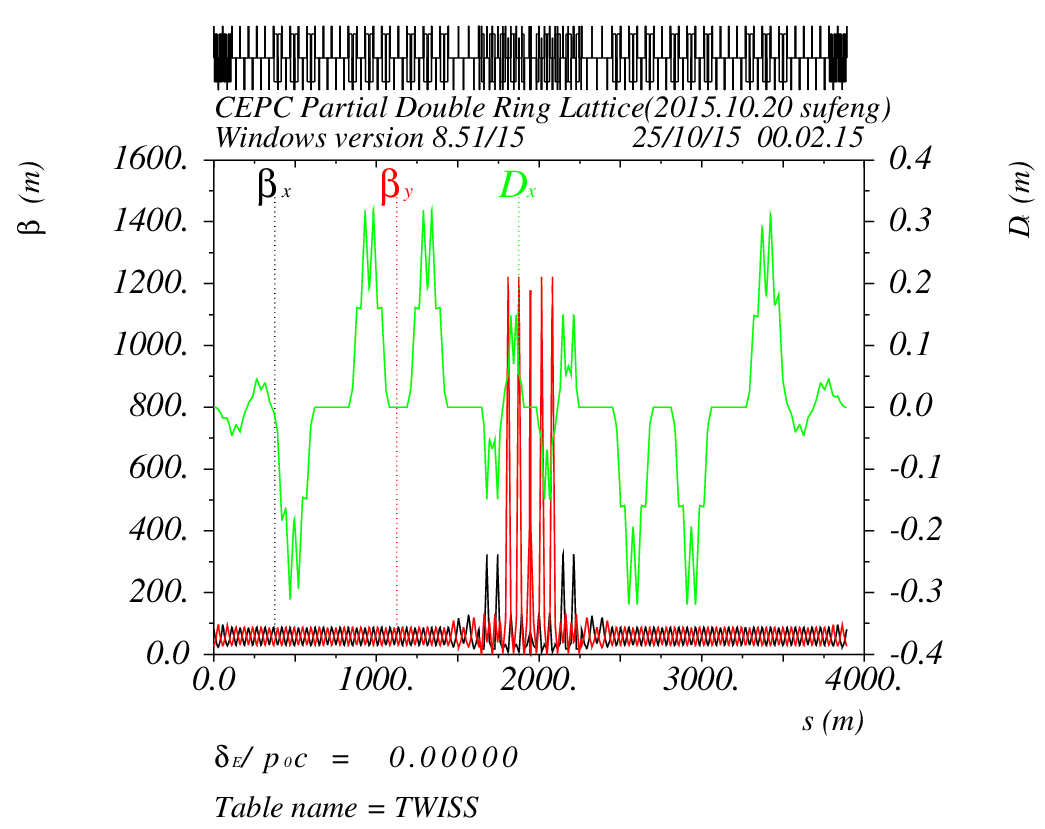 CEPC Partial Double Ring Lattice(2015.10.20 sufeng)
Windows version 8.51/15 25/10/15 00.02.15
β (m)
1600.
1400.
1200.
1000.
800.
600.
400.
200.
0.0
β x
β y
D x
0.4
0.3
0.2
0.1
0.0
-0.1
-0.2
-0.3
-0.4
Dx (m)
0.0 1000. 2000. 3000. 4000.
s (m)
δE/ p0c = 0.00000
Table name = TWISS